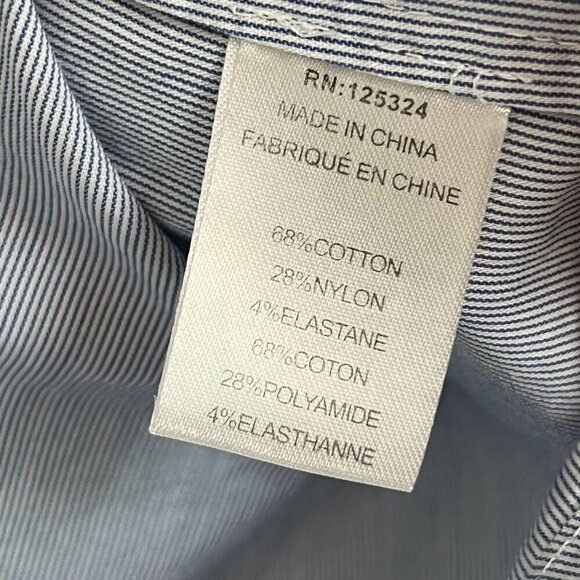 RN:125324
MADE IN CHINA
FABRIQUÉ EN CHINE
68%COTTON
28%NYLON
4%ELASTANE
68%COTON
28%POLYAMIDE
4%ELASTHANNE